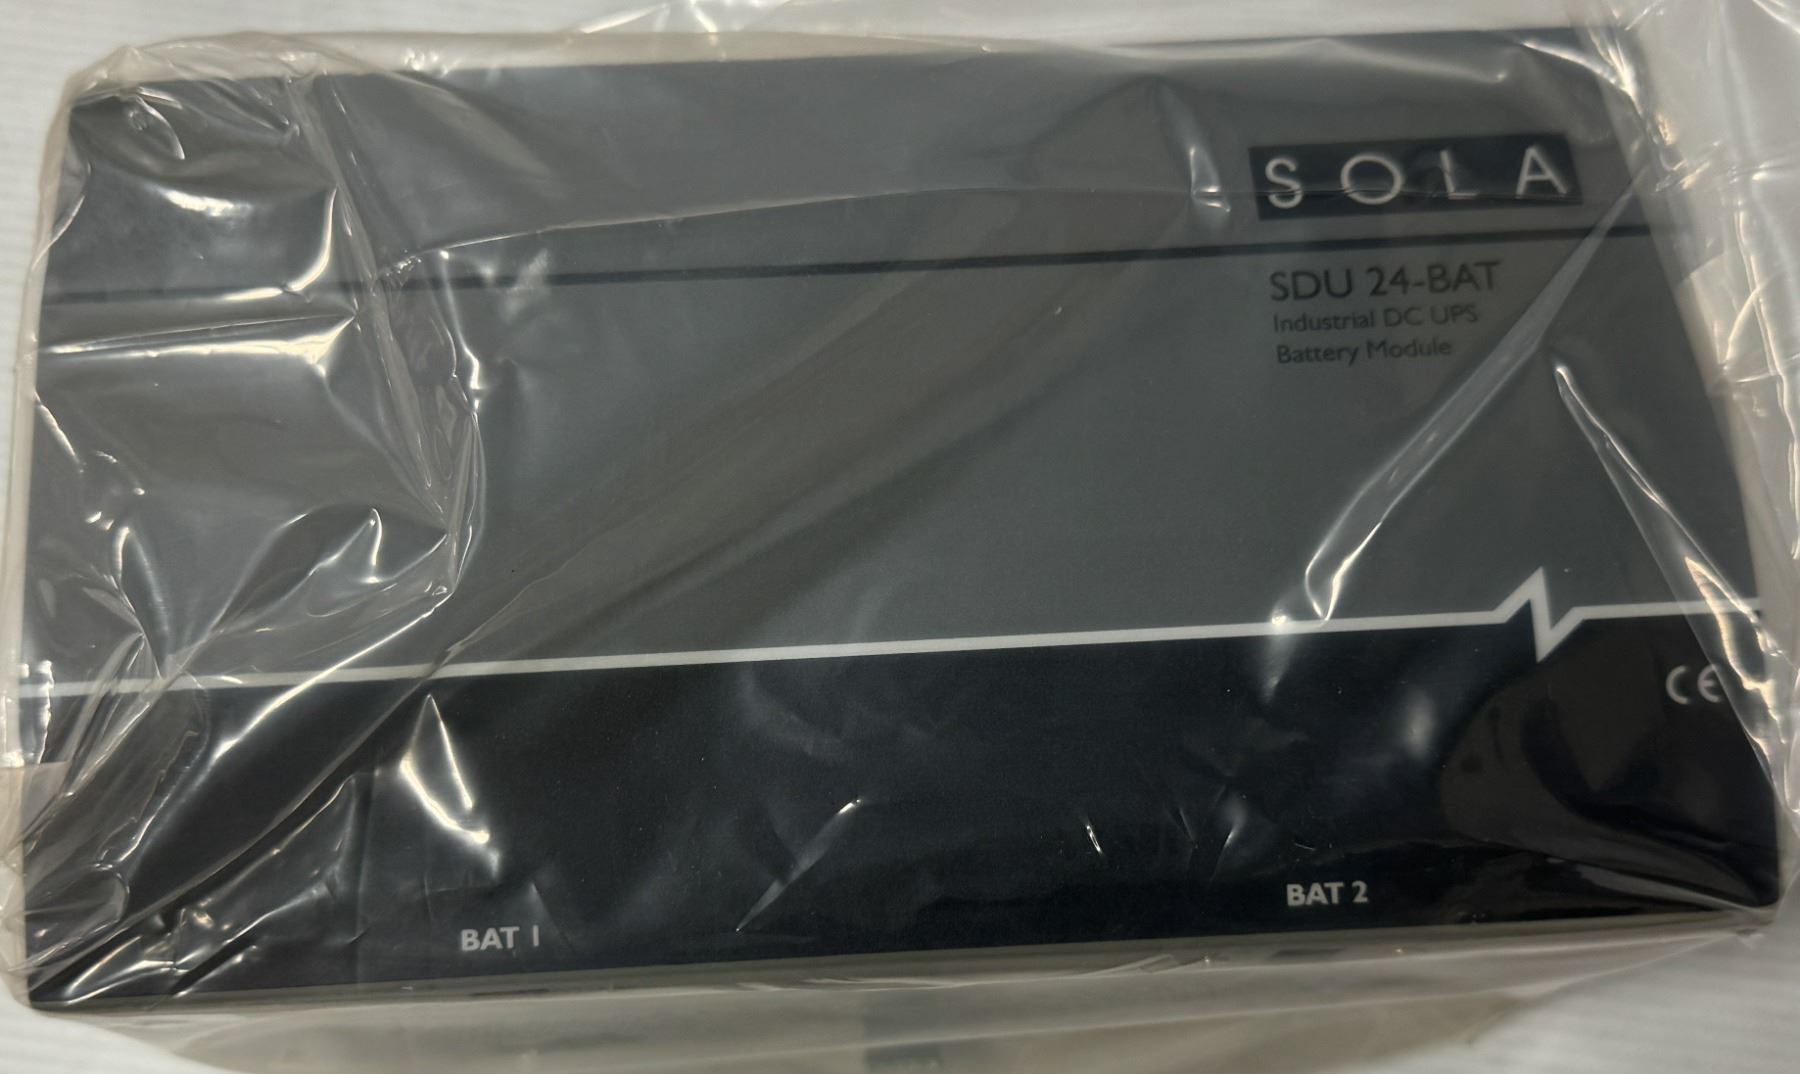 SOLA
SDU 24-BAT
Industrial DC UPS
Battery Module
CE
BAT 1
BAT 2